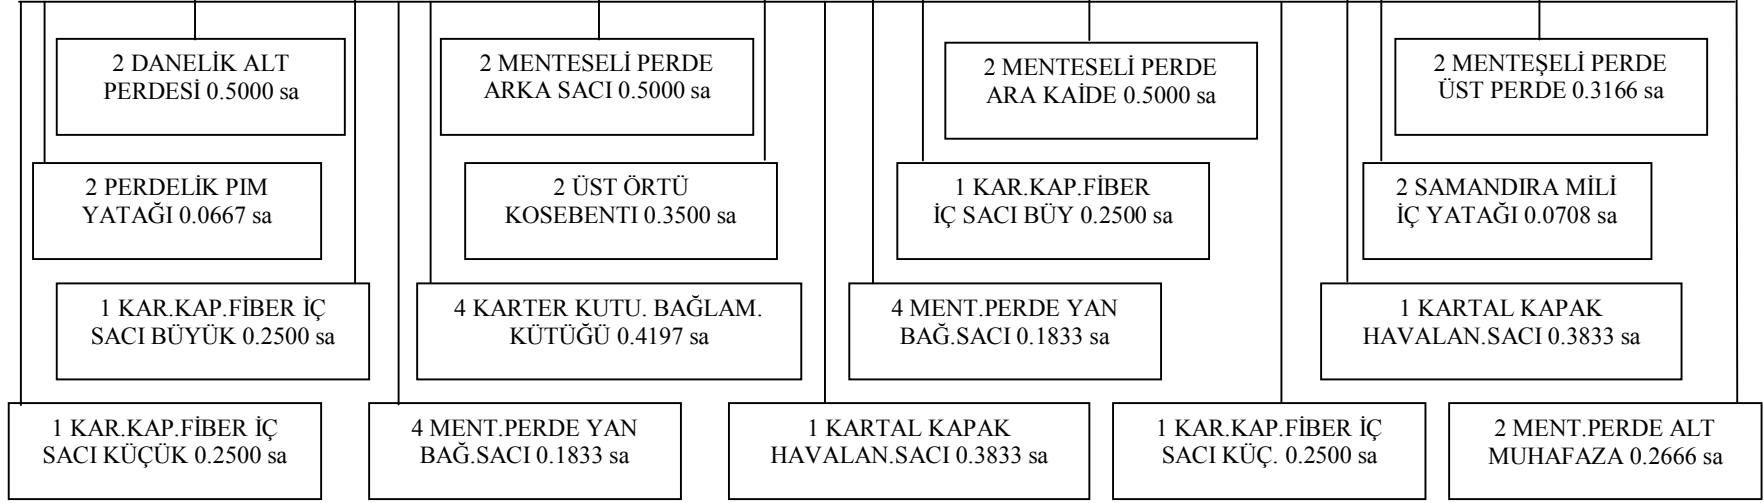 2 DANELİK ALT
PERDESİ 0.5000 sa
2 MENTESELİ PERDE
ARKA SACI 0.5000 sa
2 MENTESELİ PERDE
ARA KAİDE 0.5000 sa
2 MENTEŞELİ PERDE
ÜST PERDE 0.3166 sa
2 PERDELİK PIM
YATAĞI 0.0667 sa
2 ÜST ÖRTÜ
KOSEBENTI 0.3500 sa
1 KAR.KAP.FİBER
İÇ SACI BÜY 0.2500 sa
2 SAMANDIRA MİLİ
İÇ YATAĞI 0.0708 sa
1 KAR.KAP.FİBER İÇ
SACI BÜYÜK 0.2500 sa
4 KARTER KUTU. BAĞLAM.
KÜTÜĞÜ 0.4197 sa
4 MENT.PERDE YAN
BAĞ.SACI 0.1833 sa
1 KARTAL KAPAK
HAVALAN.SACI 0.3833 sa
1 KAR.KAP.FİBER İÇ
SACI KÜÇÜK 0.2500 sa
4 MENT.PERDE YAN
BAĞ.SACI 0.1833 sa
1 KARTAL KAPAK
HAVALAN.SACI 0.3833 sa
1 KAR.KAP.FİBER İÇ
SACI KÜÇ. 0.2500 sa
2 MENT.PERDE ALT
MUHAFAZA 0.2666 sa